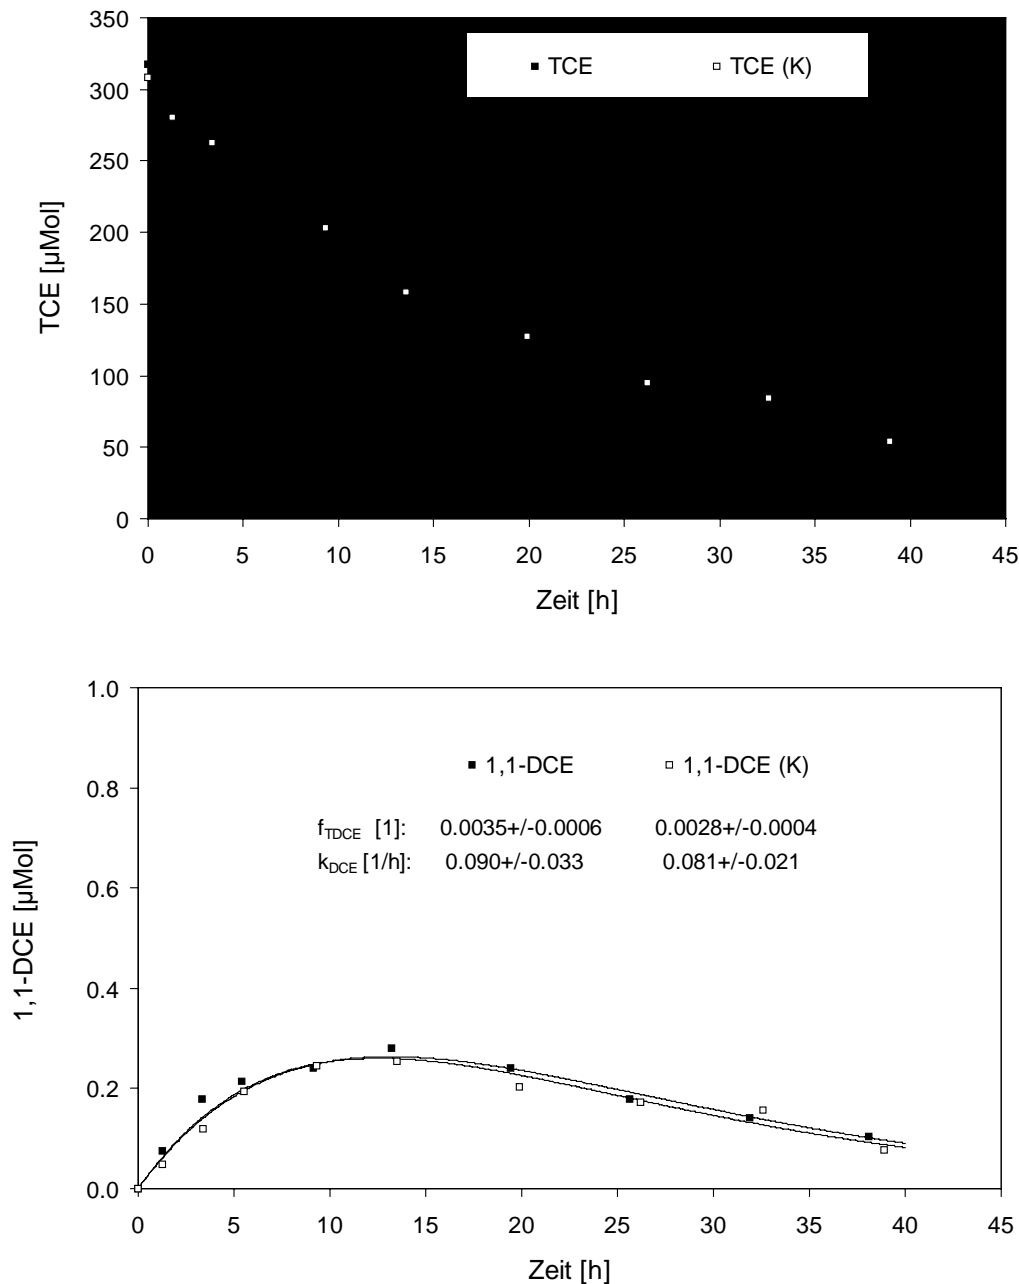 350
300
250
200
150
100
50
0
TCE [µMol]
TCE TCE (K)
0 5 10 15 20 25 30 35 40 45
Zeit [h]
1.0
0.8
0.6
0.4
0.2
0.0
1,1-DCE [µMol]
1,1-DCE 1,1-DCE (K)
fTDCE [1]: 0.0035+/-0.0006 0.0028+/-0.0004
kDCE [1/h]: 0.090+/-0.033 0.081+/-0.021
0 5 10 15 20 25 30 35 40 45
Zeit [h]